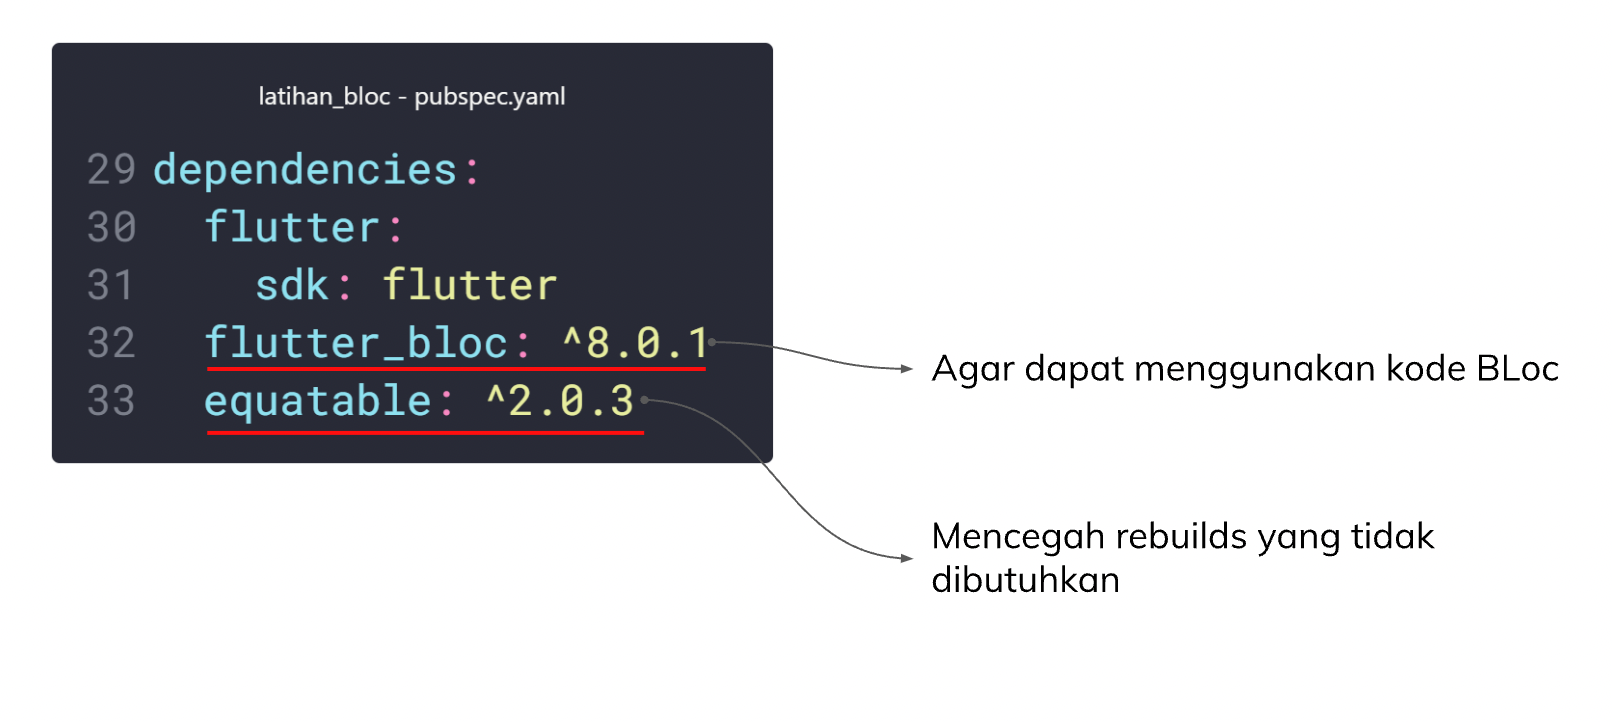 latihan_bloc - pubspec.yaml
29 dependencies:
30   flutter:
31     sdk: flutter
32   flutter_bloc: ^8.0.1
33   equatable: ^2.0.3
Agar dapat menggunakan kode BLoc
Mencegah rebuilds yang tidak
dibutuhkan